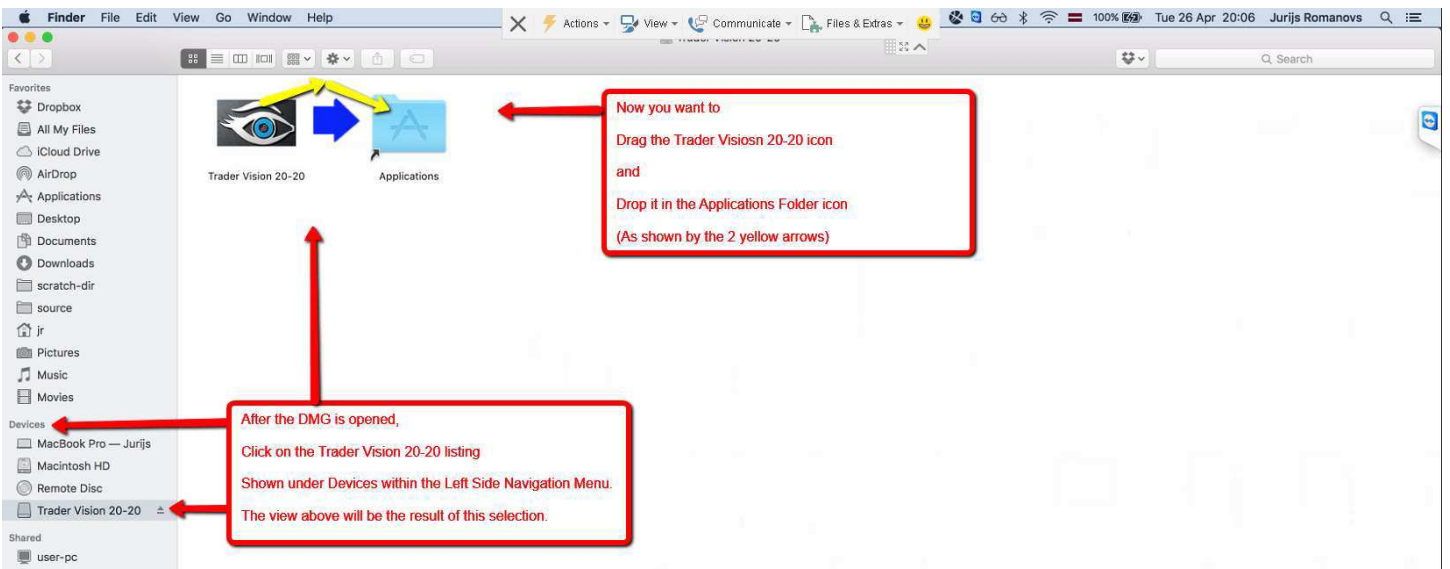 Finder File Edit View Go Window Help
Actions View Communicate Files & Extras
100% Tue 26 Apr 20:06 Jurijs Romanovs
Search
Favorites
Dropbox
All My Files
iCloud Drive
AirDrop
Applications
Desktop
Documents
Downloads
scratch-dir
source
jr
Pictures
Music
Movies
Devices
MacBook Pro — Jurijs
Macintosh HD
Remote Disc
Trader Vision 20-20
Shared
user-pc
Trader Vision 20-20
Applications
Now you want to
Drag the Trader Visiosn 20-20 icon
and
Drop it in the Applications Folder icon
(As shown by the 2 yellow arrows)
After the DMG is opened,
Click on the Trader Vision 20-20 listing
Shown under Devices within the Left Side Navigation Menu.
The view above will be the result of this selection.